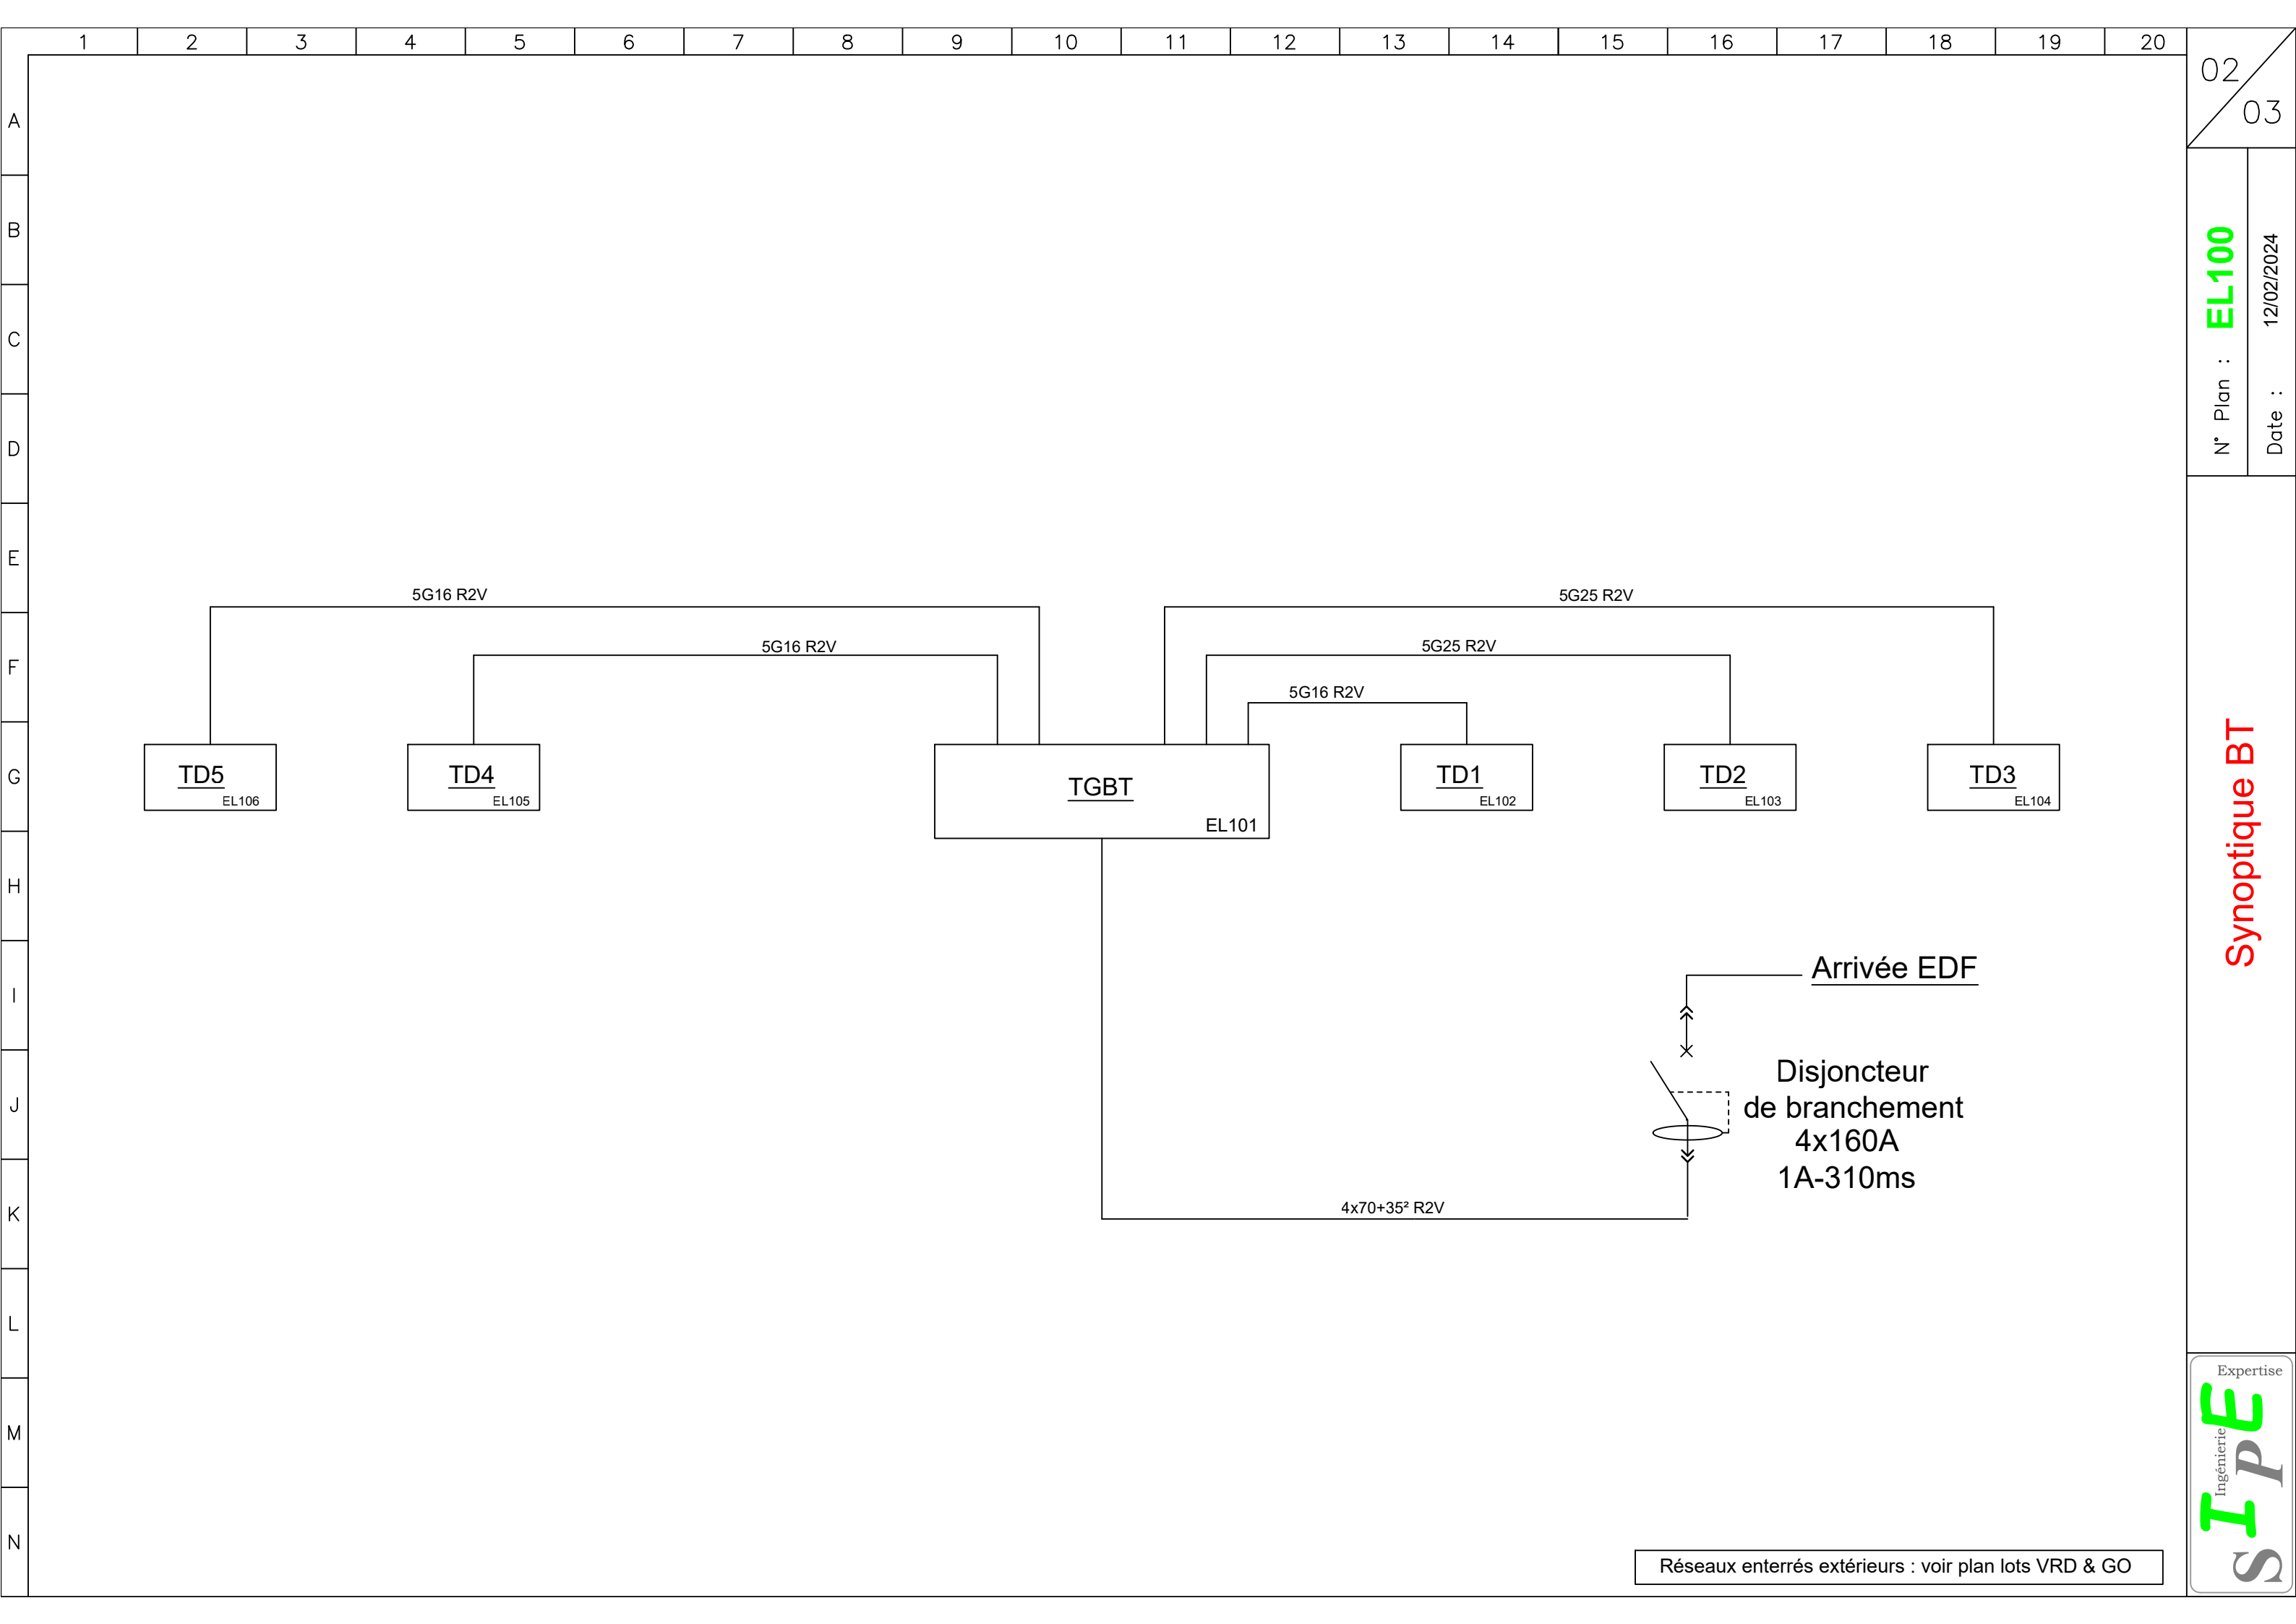 1 2 3 4 5 6 7 8 9 10 11 12 13 14 15 16 17 18 19 20
02
03
A
B
C
D
E
F
G
H
I
J
K
L
M
N
N° Plan : EL100
Date : 12/02/2024
Synoptique BT
5G16 R2V
5G25 R2V
5G16 R2V
5G25 R2V
5G16 R2V
TD5
EL106
TD4
EL105
TGBT
EL101
TD1
EL102
TD2
EL103
TD3
EL104
Arrivée EDF
Disjoncteur
de branchement
4x160A
1A-310ms
4x70+35² R2V
Réseaux enterrés extérieurs : voir plan lots VRD & GO
SIPE
Ingénierie
Expertise